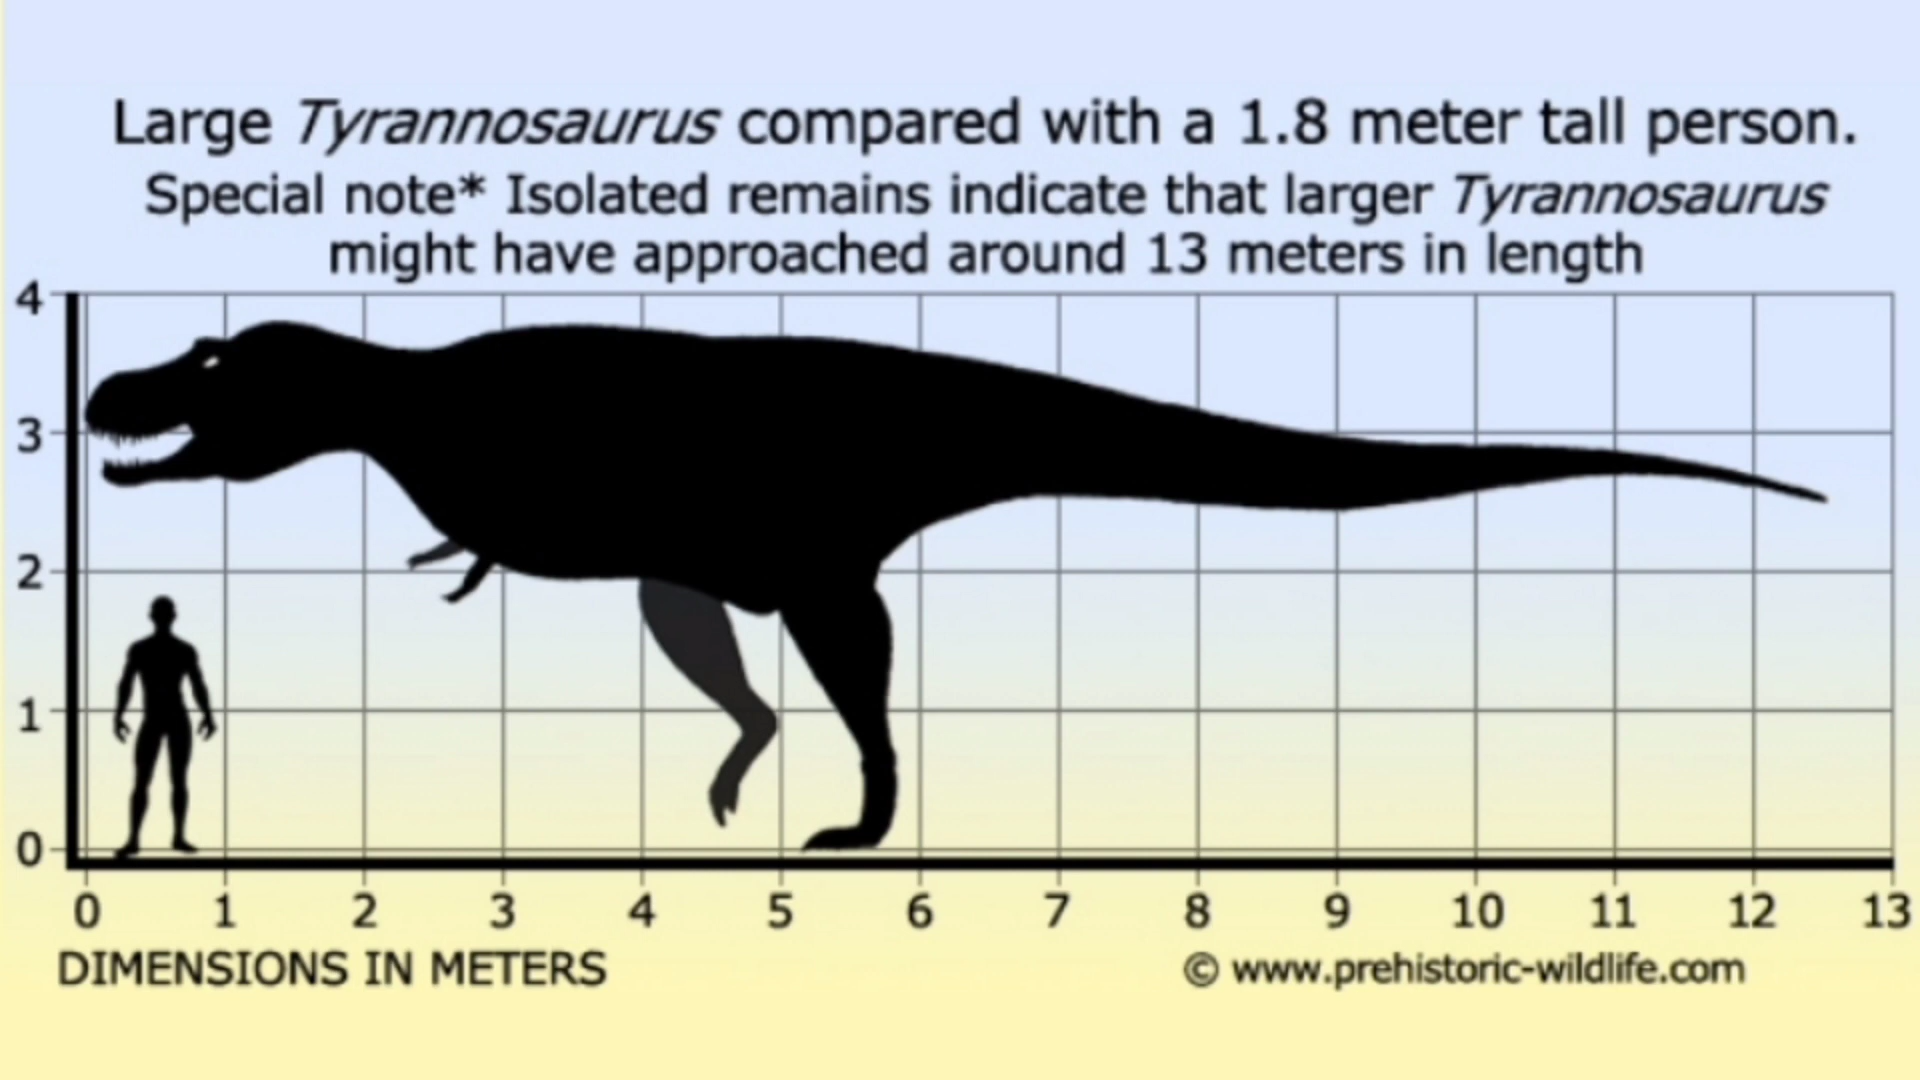 Large Tyrannosaurus compared with a 1.8 meter tall person.
Special note* Isolated remains indicate that larger Tyrannosaurus
might have approached around 13 meters in length
4
3
2
1
0
0 1 2 3 4 5 6 7 8 9 10 11 12 13
DIMENSIONS IN METERS
© www.prehistoric-wildlife.com